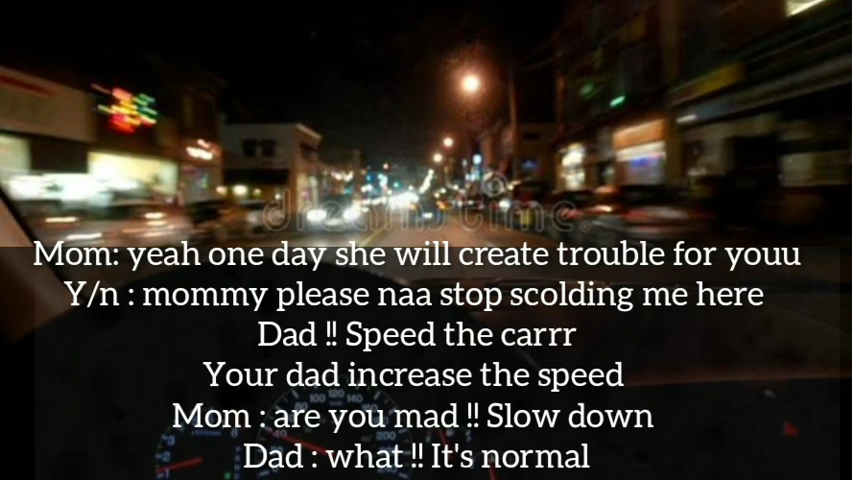 dreamstime.
Mom: yeah one day she will create trouble for youu
Y/n : mommy please naa stop scolding me here
Dad !! Speed the carrr
Your dad increase the speed
Mom : are you mad !! Slow down
Dad : what !! It's normal